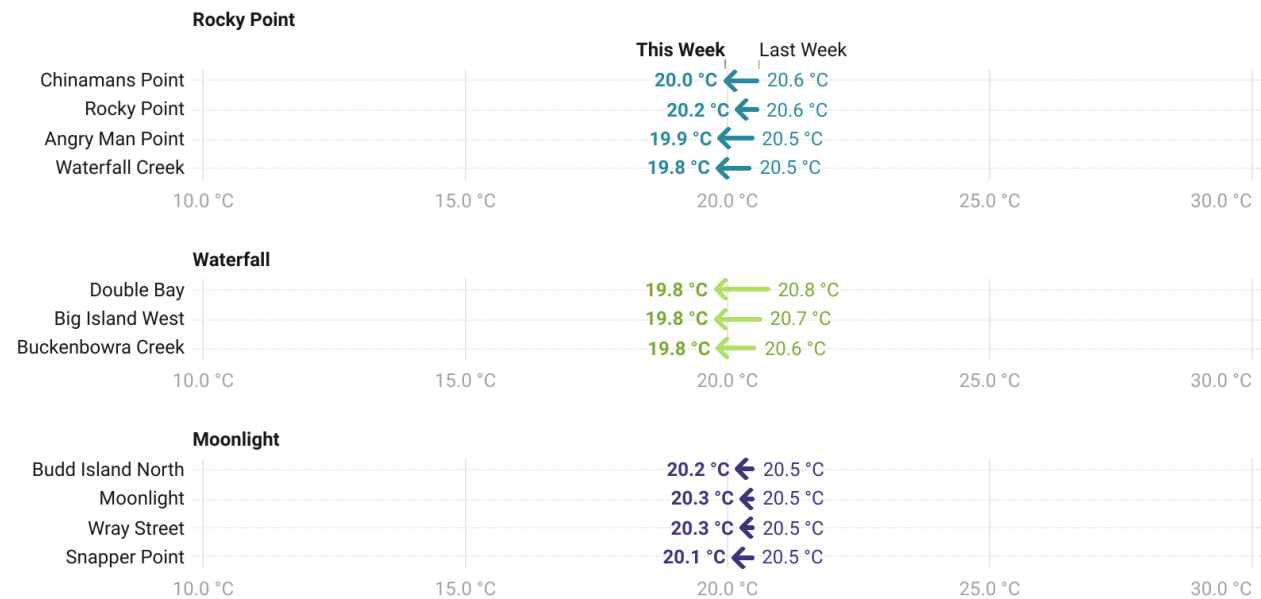 Rocky Point
This Week Last Week
Chinamans Point 20.0 °C 20.6 °C
Rocky Point 20.2 °C 20.6 °C
Angry Man Point 19.9 °C 20.5 °C
Waterfall Creek 19.8 °C 20.5 °C
10.0 °C 15.0 °C 20.0 °C 25.0 °C 30.0 °C
Waterfall
Double Bay 19.8 °C 20.8 °C
Big Island West 19.8 °C 20.7 °C
Buckenbowra Creek 19.8 °C 20.6 °C
10.0 °C 15.0 °C 20.0 °C 25.0 °C 30.0 °C
Moonlight
Budd Island North 20.2 °C 20.5 °C
Moonlight 20.3 °C 20.5 °C
Wray Street 20.3 °C 20.5 °C
Snapper Point 20.1 °C 20.5 °C
10.0 °C 15.0 °C 20.0 °C 25.0 °C 30.0 °C